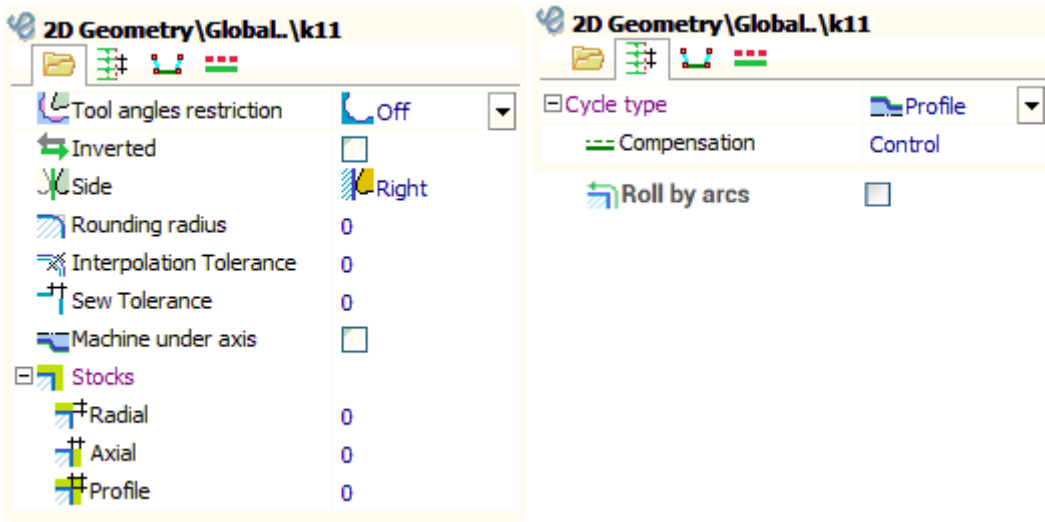 2D Geometry\Global..\k11
Tool angles restriction Off
Inverted
Side Right
Rounding radius 0
Interpolation Tolerance 0
Sew Tolerance 0
Machine under axis
Stocks
Radial 0
Axial 0
Profile 0
2D Geometry\Global..\k11
Cycle type Profile
Compensation Control
Roll by arcs